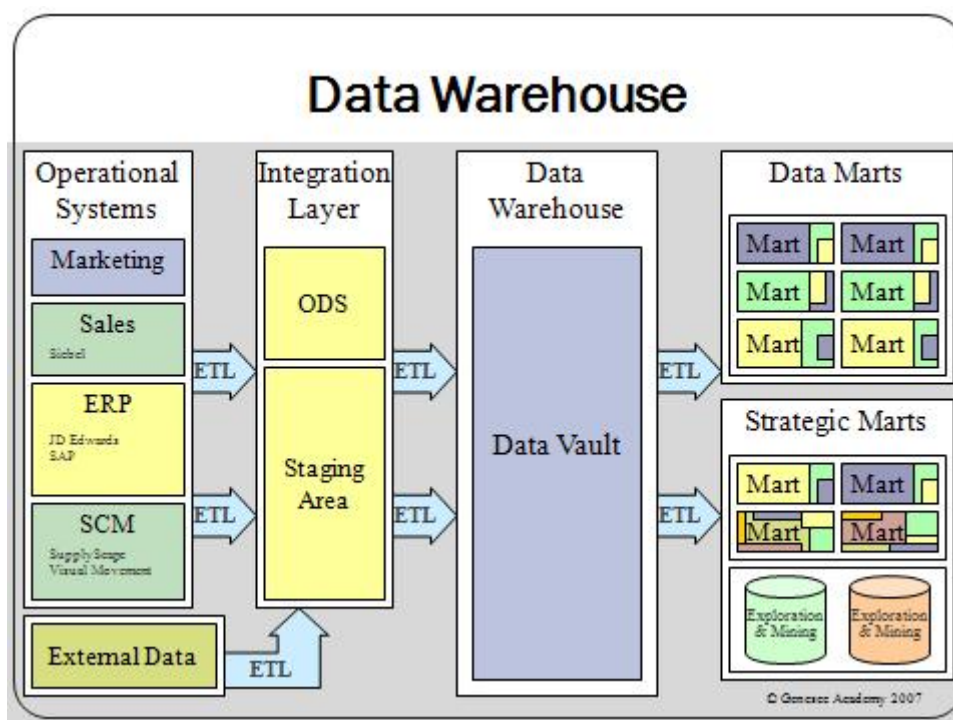 Data Warehouse
Operational
Systems
Marketing
Sales
Siebel
ERP
JD Edwards
SAP
SCM
SupplyScape
Visual Movement
External Data
ETL
ETL
ETL
Integration
Layer
ODS
Staging
Area
ETL
ETL
Data
Warehouse
Data Vault
ETL
ETL
Data Marts
Mart Mart
Mart Mart
Mart Mart
Strategic Marts
Mart Mart
Mart Mart
Exploration
& Mining
Exploration
& Mining
© Genesee Academy 2007